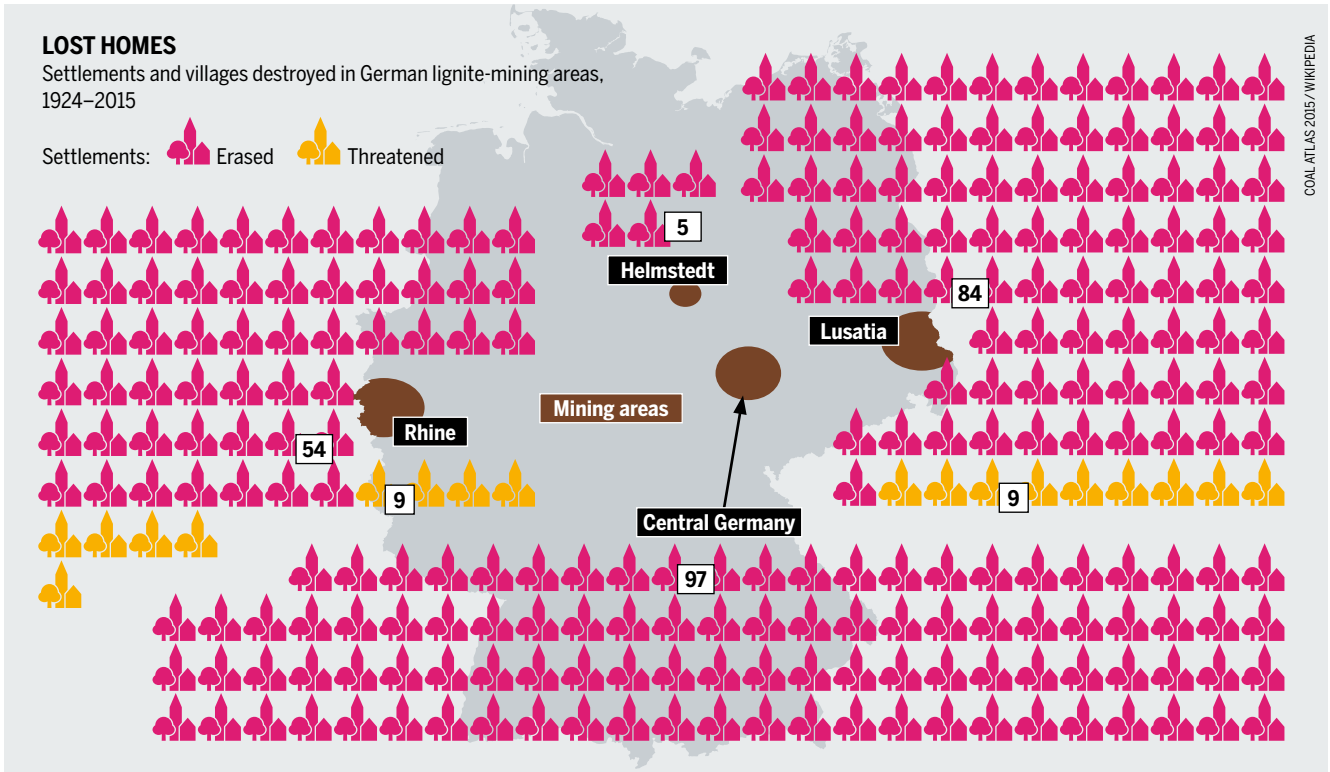 LOST HOMES
Settlements and villages destroyed in German lignite-mining areas,
1924–2015
Settlements: Erased Threatened
COAL ATLAS 2015 / WIKIPEDIA
5
Helmstedt
84
Lusatia
Mining areas
Rhine
54
9
9
Central Germany
97